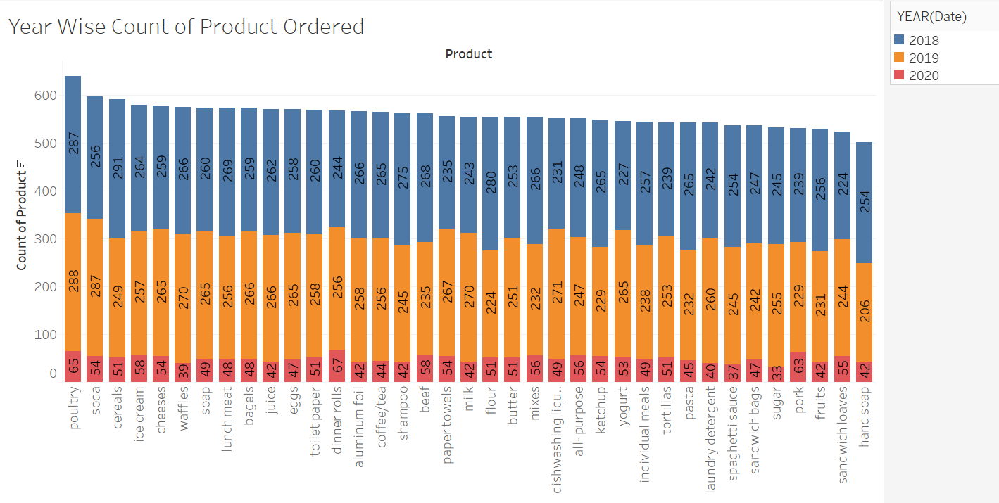 Year Wise Count of Product Ordered
YEAR(Date)
2018
2019
2020
Product
Count of Product
600
500
400
300
200
100
0
287 256 291 264 259 266 260 269 259 262 258 260 244 266 265 275 268 235 243 280 253 266 231 248 265 227 257 239 265 242 254 247 245 239 256 224 254
288 287 249 257 265 270 265 256 266 266 265 258 256 258 256 245 235 267 270 224 251 232 271 247 229 265 238 253 232 260 245 242 255 229 231 244 206
65 54 51 58 54 39 49 48 48 42 47 51 67 42 44 42 58 54 42 51 51 56 49 56 54 53 49 51 45 40 37 47 33 63 42 55 42
poultry
soda
cereals
ice cream
cheeses
waffles
soap
lunch meat
bagels
juice
eggs
toilet paper
dinner rolls
aluminum foil
coffee/tea
shampoo
beef
paper towels
milk
flour
butter
mixes
dishwashing liqu..
all- purpose
ketchup
yogurt
individual meals
tortillas
pasta
laundry detergent
spaghetti sauce
sandwich bags
sugar
pork
fruits
sandwich loaves
hand soap